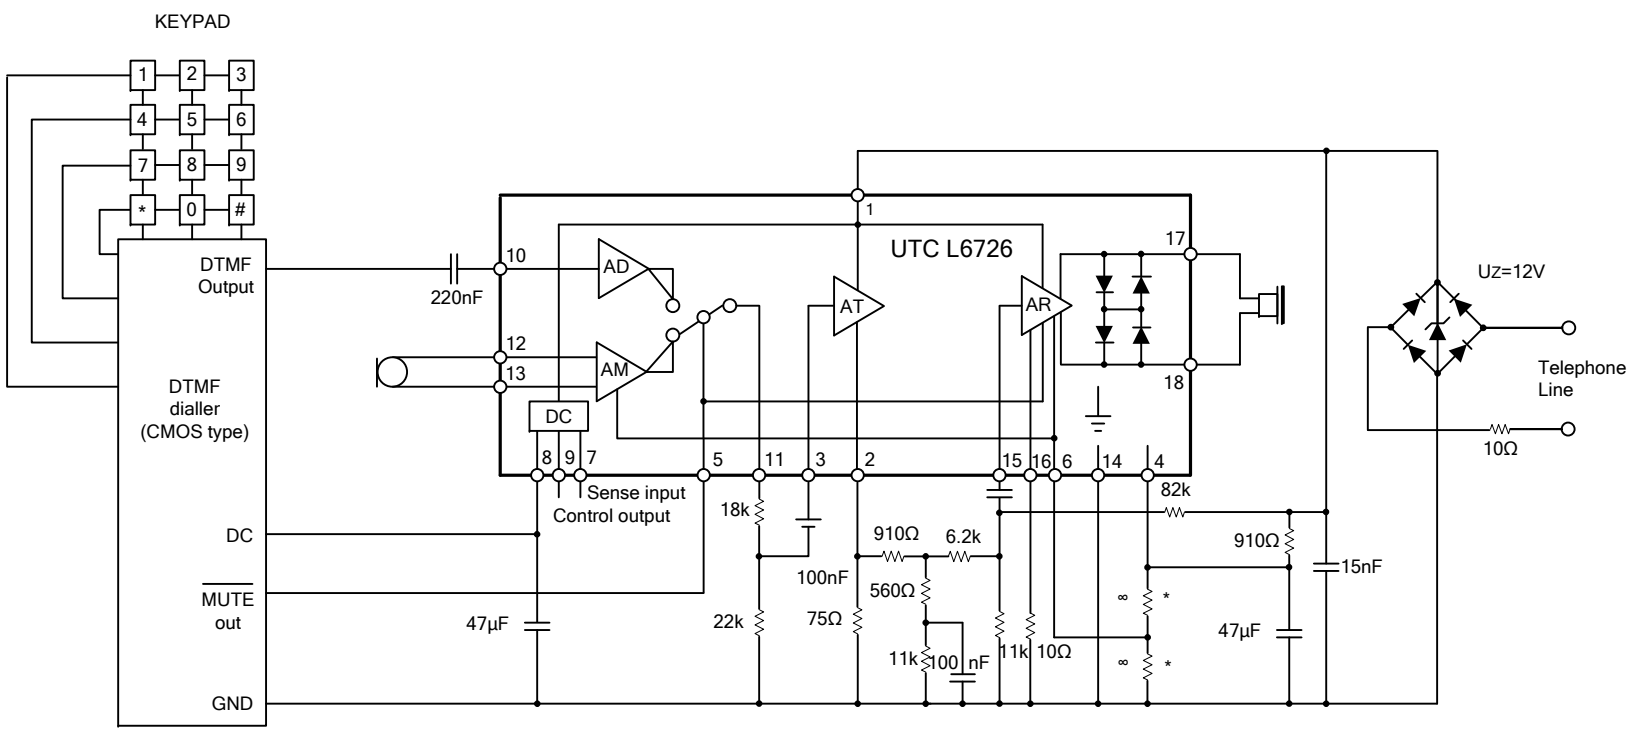 KEYPAD
1 2 3
4 5 6
7 8 9
* 0 #
DTMF
Output
220nF
10
AD
12
13
AM
DC
8 9 7
Sense input
Control output
5
11
3
2
1
UTC L6726
AT
AR
17
18
15
16
6
14
4
UZ=12V
Telephone
Line
10Ω
DTMF
dialler
(CMOS type)
DC
MUTE
out
GND
47µF
18k
22k
100nF
75Ω
910Ω
6.2k
560Ω
11k
100 nF
11k
10Ω
82k
910Ω
15nF
∞ *
∞ *
47µF